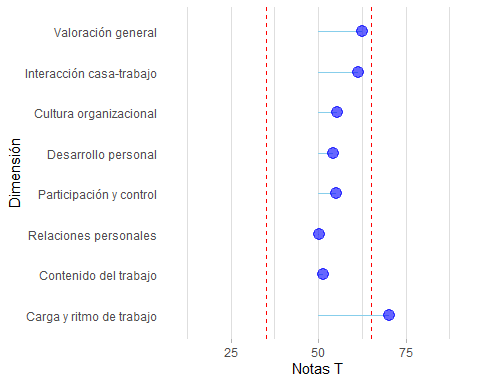 Valoración general
Interacción casa-trabajo
Cultura organizacional
Desarrollo personal
Participación y control
Relaciones personales
Contenido del trabajo
Carga y ritmo de trabajo
Dimensión
25 50 75
Notas T